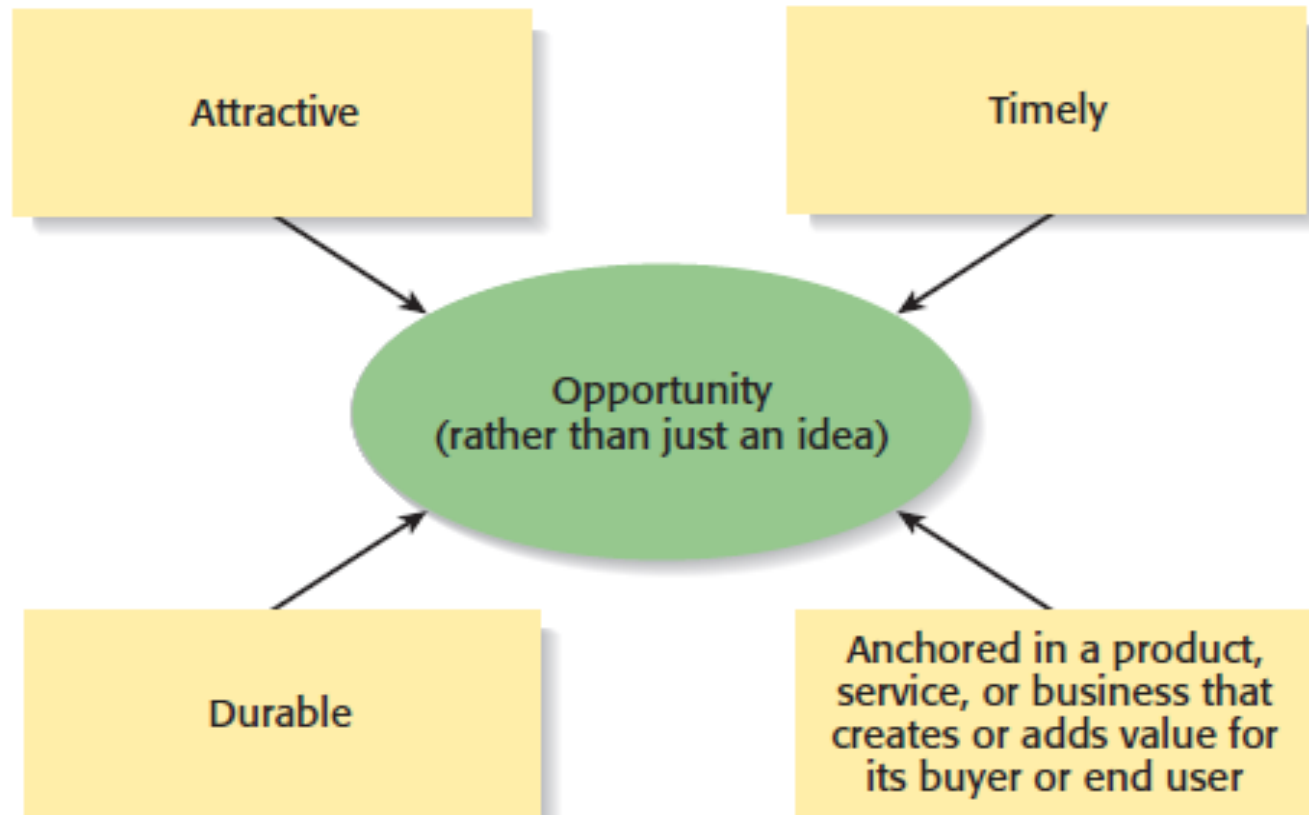 Attractive
Timely
Opportunity
(rather than just an idea)
Durable
Anchored in a product,
service, or business that
creates or adds value for
its buyer or end user